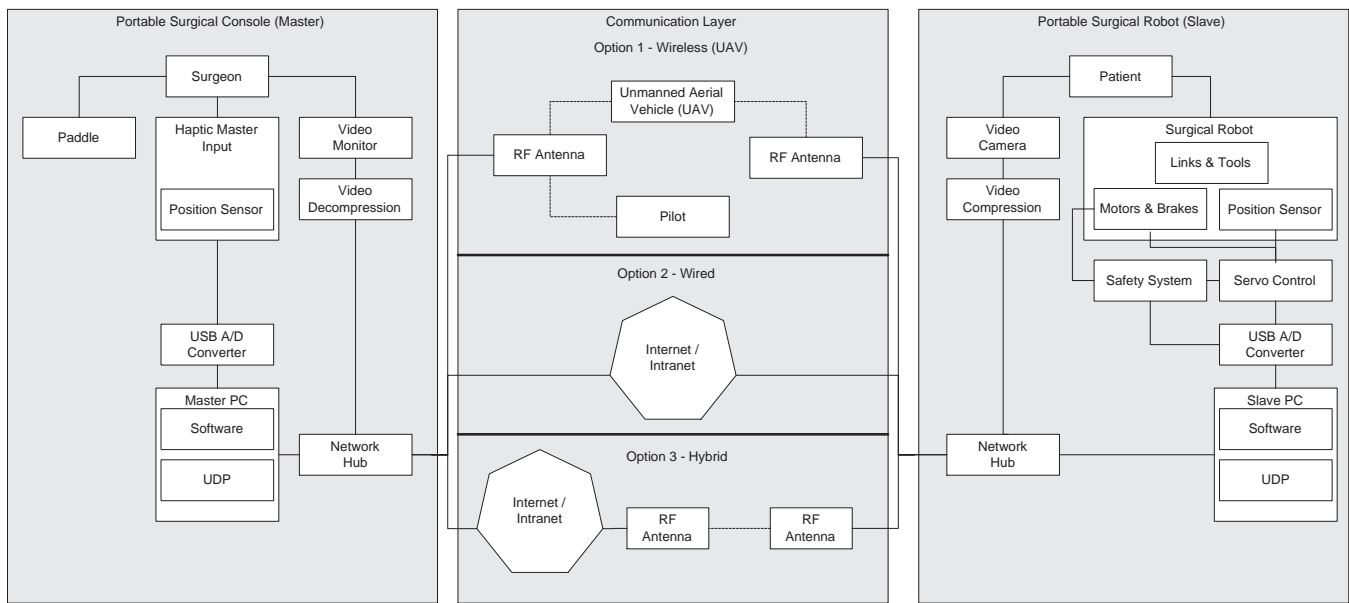 Portable Surgical Console (Master)
Surgeon
Paddle
Haptic Master
Input
Position Sensor
Video
Monitor
Video
Decompression
USB A/D
Converter
Master PC
Software
UDP
Network
Hub
Communication Layer
Option 1 - Wireless (UAV)
Unmanned Aerial
Vehicle (UAV)
RF Antenna
RF Antenna
Pilot
Option 2 - Wired
Internet /
Intranet
Option 3 - Hybrid
Internet /
Intranet
RF
Antenna
RF
Antenna
Portable Surgical Robot (Slave)
Patient
Video
Camera
Video
Compression
Surgical Robot
Links & Tools
Motors & Brakes
Position Sensor
Safety System
Servo Control
USB A/D
Converter
Slave PC
Software
UDP
Network
Hub